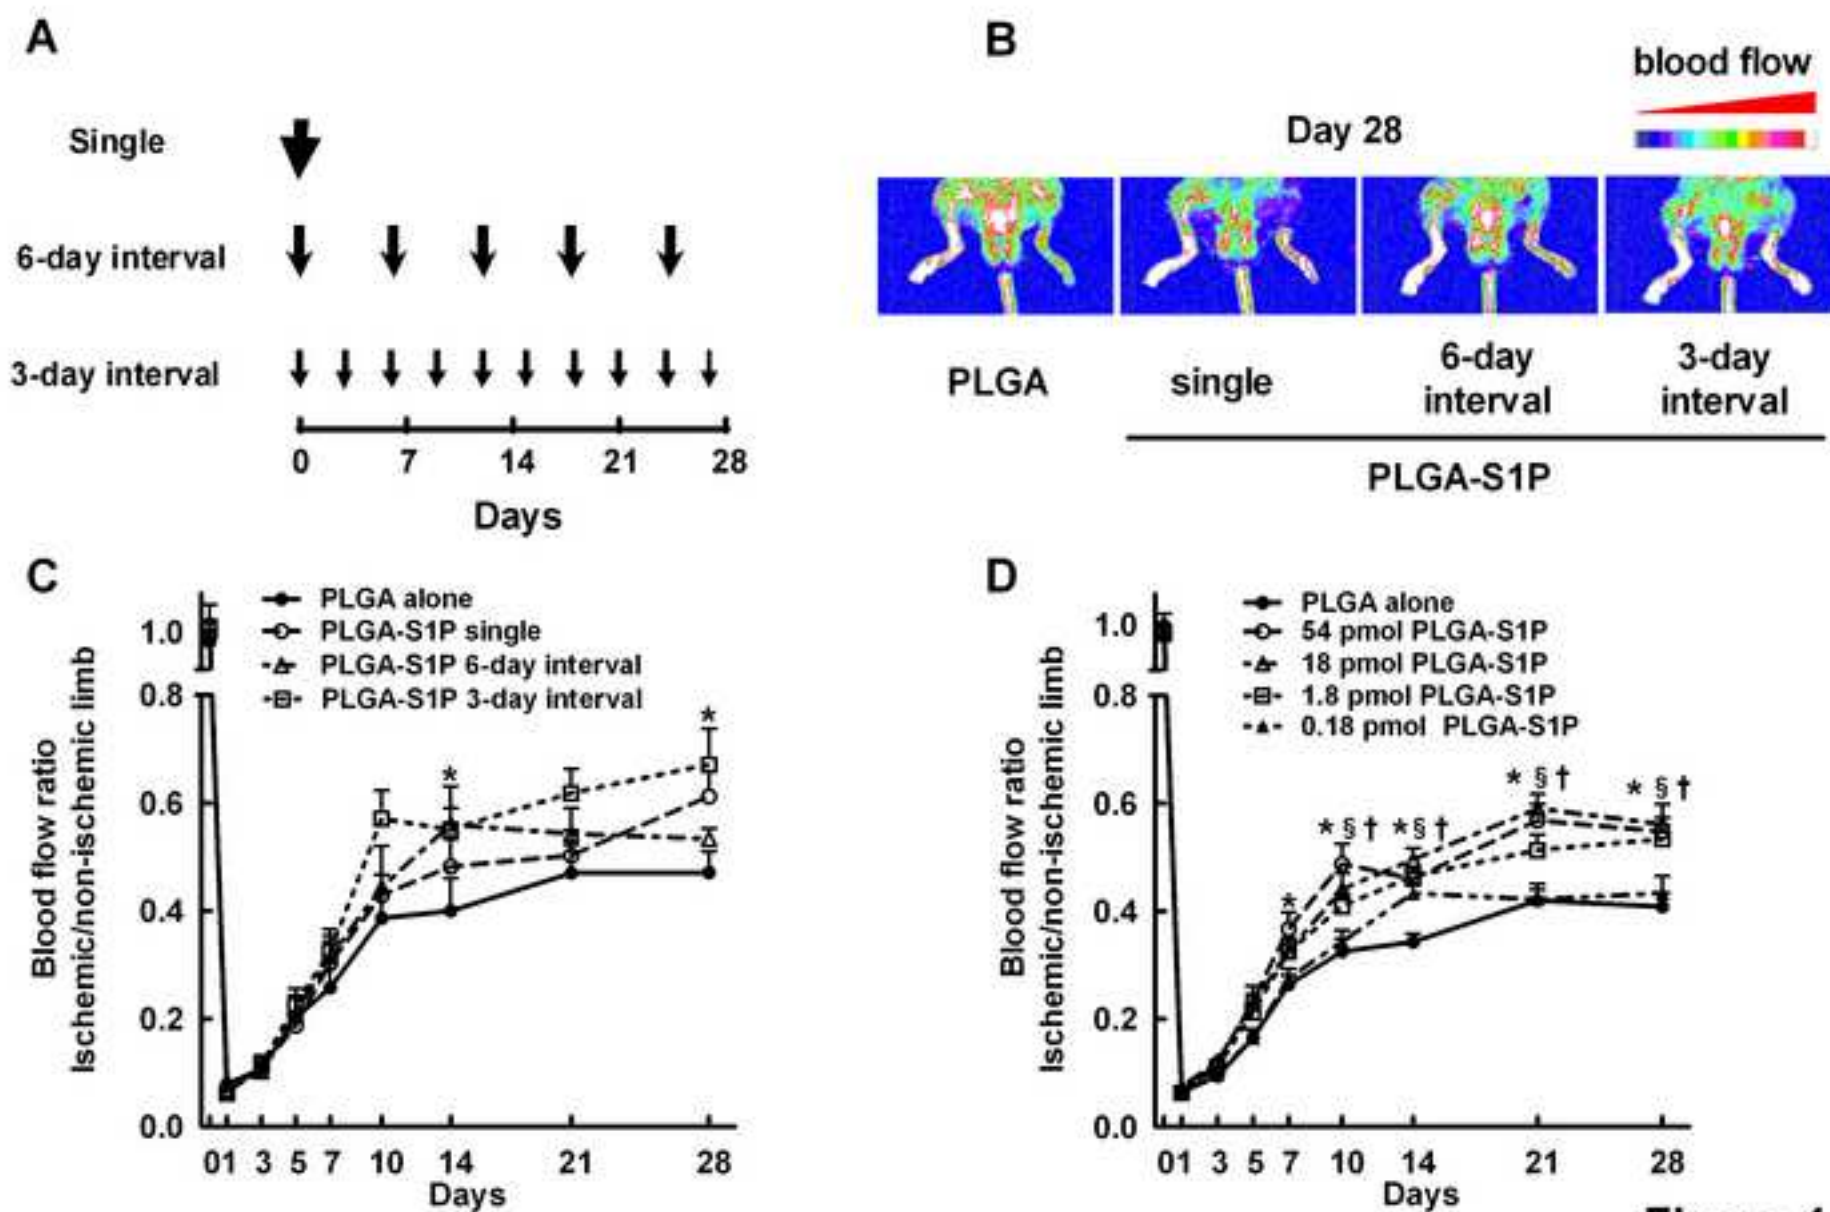 A
Single
6-day interval
3-day interval
0 7 14 21 28
Days
B
blood flow
Day 28
PLGA
single
6-day
interval
3-day
interval
PLGA-S1P
C
PLGA alone
PLGA-S1P single
PLGA-S1P 6-day interval
PLGA-S1P 3-day interval
Blood flow ratio
Ischemic/non-ischemic limb
1.0
0.8
0.6
0.4
0.2
0.0
*
*
01 3 5 7 10 14 21 28
Days
D
PLGA alone
54 pmol PLGA-S1P
18 pmol PLGA-S1P
1.8 pmol PLGA-S1P
0.18 pmol PLGA-S1P
Blood flow ratio
Ischemic/non-ischemic limb
1.0
0.8
0.6
0.4
0.2
0.0
*
* § †
* § †
* § †
* § †
01 3 5 7 10 14 21 28
Days